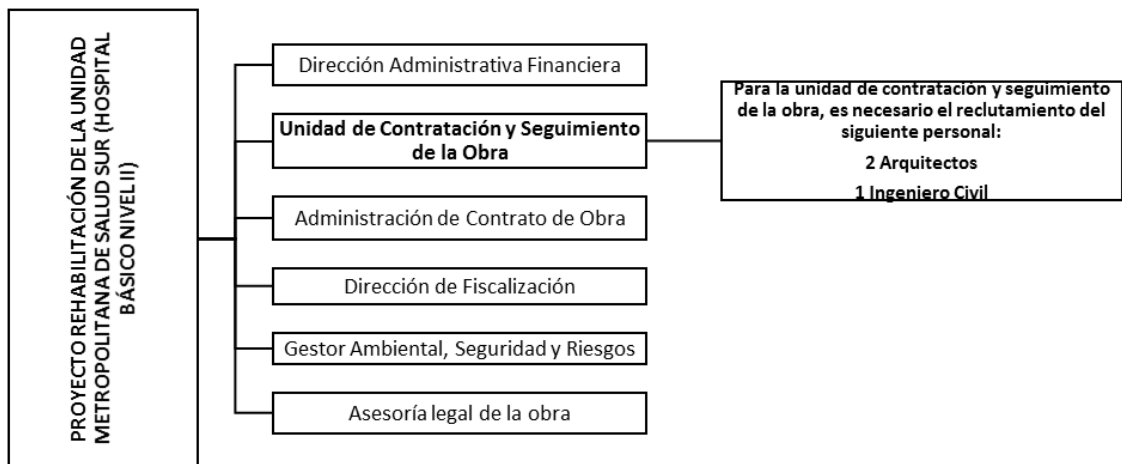 PROYECTO REHABILITACIÓN DE LA UNIDAD
METROPOLITANA DE SALUD SUR (HOSPITAL
BÁSICO NIVEL II)
Dirección Administrativa Financiera
Unidad de Contratación y Seguimiento
de la Obra
Administración de Contrato de Obra
Dirección de Fiscalización
Gestor Ambiental, Seguridad y Riesgos
Asesoría legal de la obra
Para la unidad de contratación y seguimiento
de la obra, es necesario el reclutamiento del
siguiente personal:
2 Arquitectos
1 Ingeniero Civil